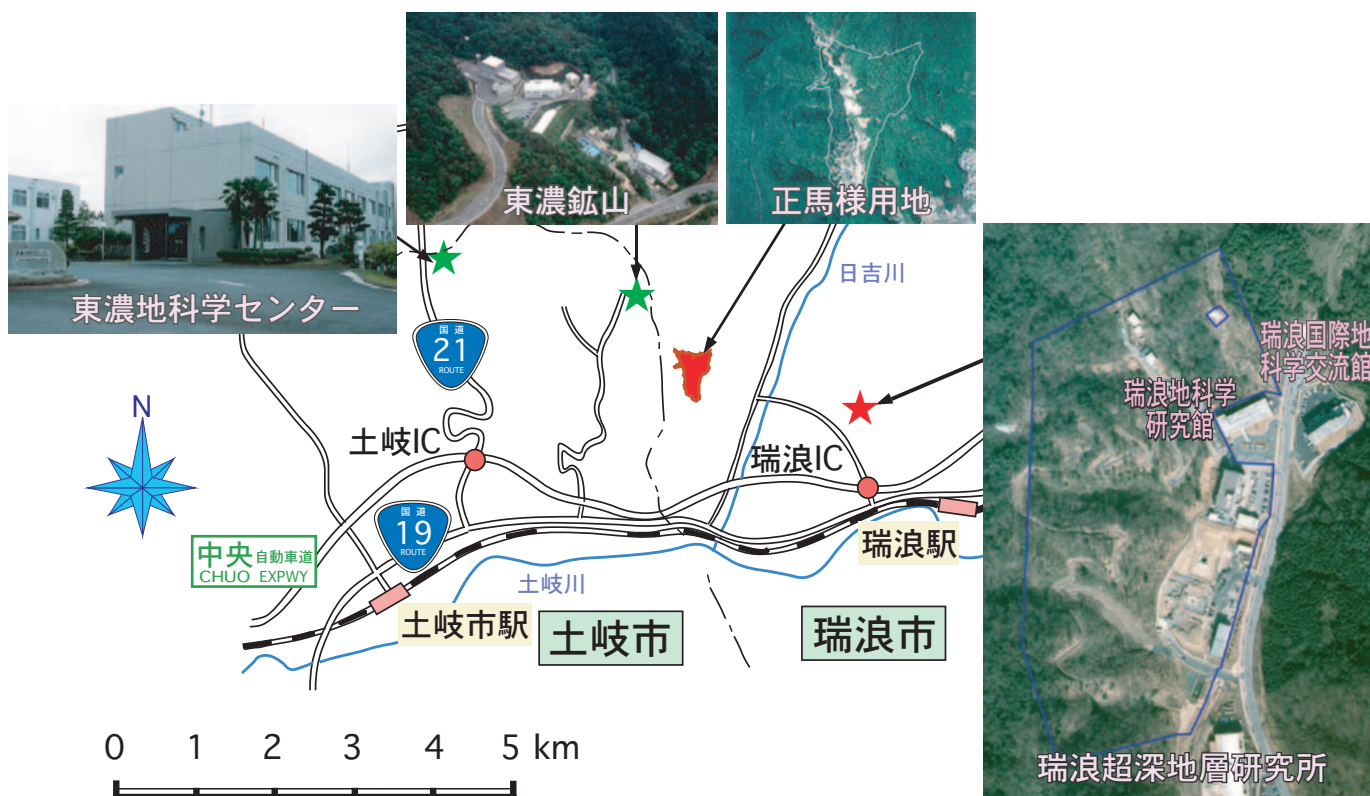 東濃鉱山
正馬様用地
東濃地科学センター
日吉川
国道
21
ROUTE
瑞浪国際地
科学交流館
瑞浪地科学
研究館
N
土岐IC
瑞浪IC
国道
19
ROUTE
中央自動車道
CHUO EXPWY
瑞浪駅
土岐川
土岐市駅
土岐市
瑞浪市
瑞浪超深地層研究所
0 1 2 3 4 5 km